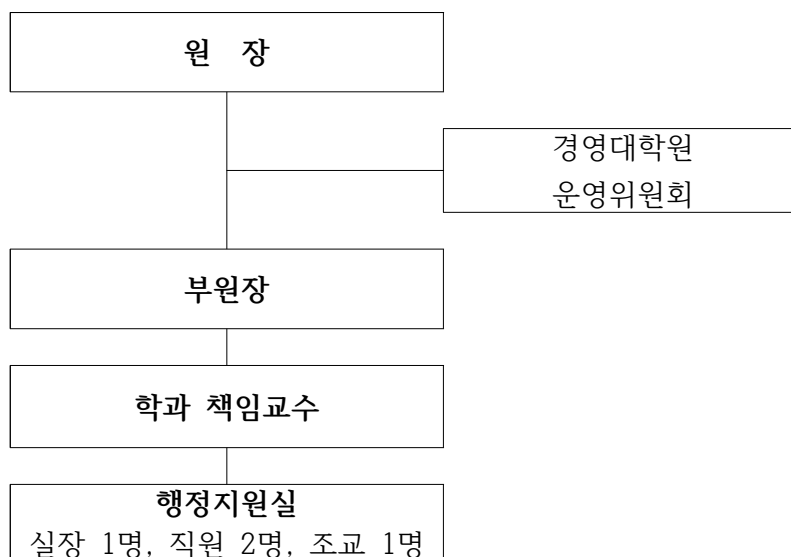 원 장
경영대학원
운영위원회
부원장
학과 책임교수
행정지원실
실장 1명, 직원 2명, 조교 1명